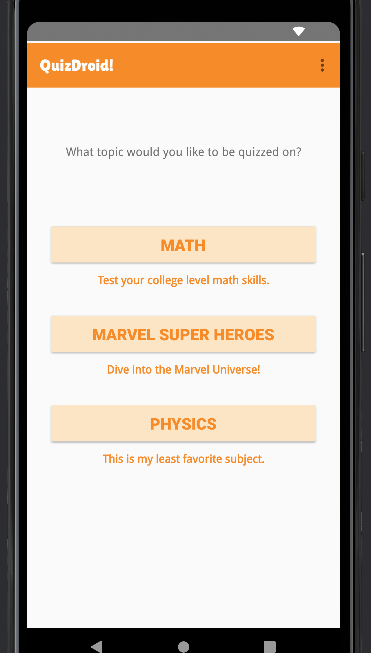 QuizDroid!
What topic would you like to be quizzed on?
MATH
Test your college level math skills.
MARVEL SUPER HEROES
Dive into the Marvel Universe!
PHYSICS
This is my least favorite subject.